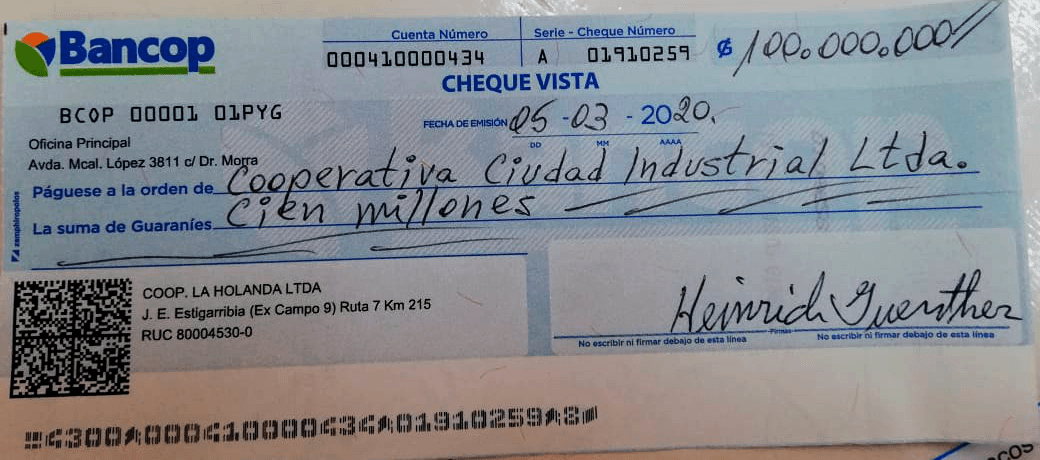 Bancop
Cuenta Número
Serie - Cheque Número
000410000434 A 01910259 ₲ 100.000.000//
CHEQUE VISTA
BCOP 00001 01PYG
FECHA DE EMISIÓN 05 -03 - 2020.
DD MM AAAA
Oficina Principal
Avda. Mcal. López 3811 c/ Dr. Morra
Páguese a la orden de Cooperativa Ciudad Industrial Ltda.
La suma de Guaraníes Cien millones
zamphiropolos
COOP. LA HOLANDA LTDA
J. E. Estigarribia (Ex Campo 9) Ruta 7 Km 215
RUC 80004530-0
Heinrich Guenther
Firmas
No escribir ni firmar debajo de esta línea No escribir ni firmar debajo de esta línea